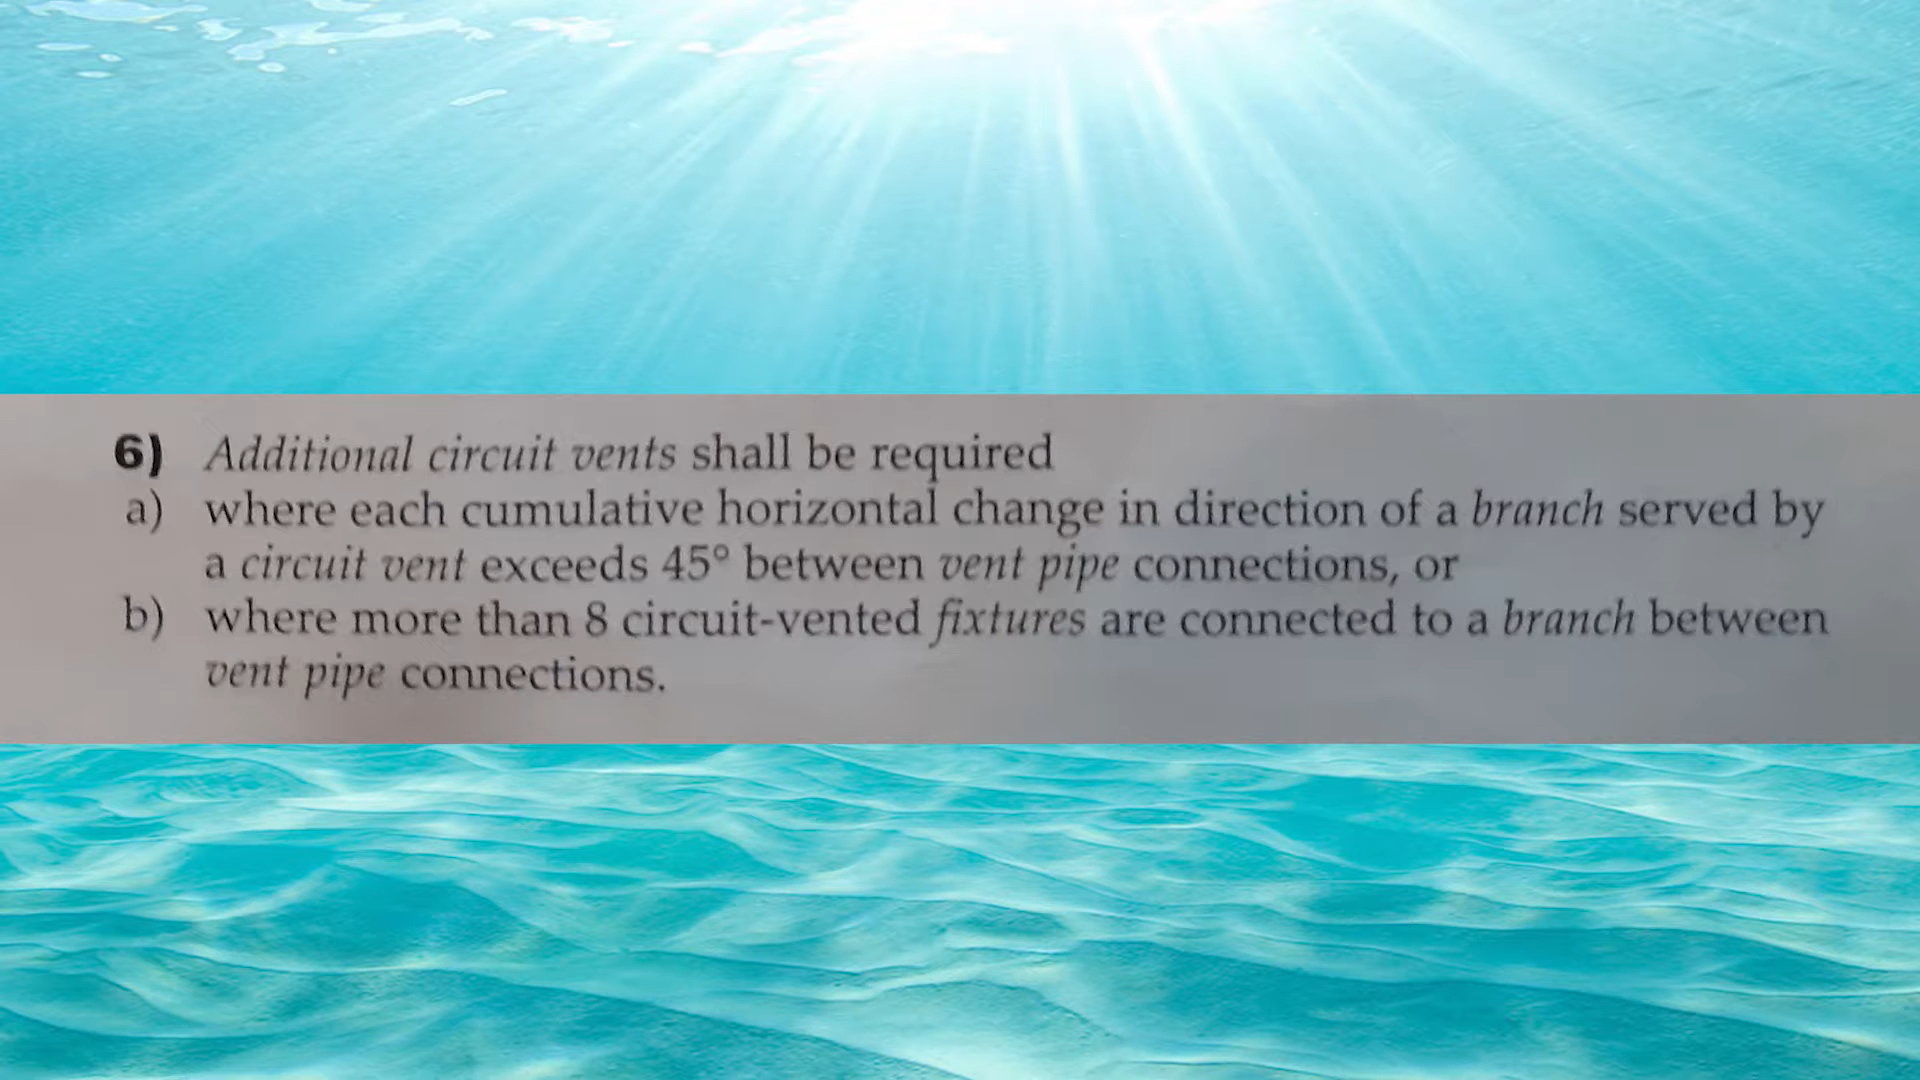 6) Additional circuit vents shall be required
a) where each cumulative horizontal change in direction of a branch served by
a circuit vent exceeds 45° between vent pipe connections, or
b) where more than 8 circuit-vented fixtures are connected to a branch between
vent pipe connections.